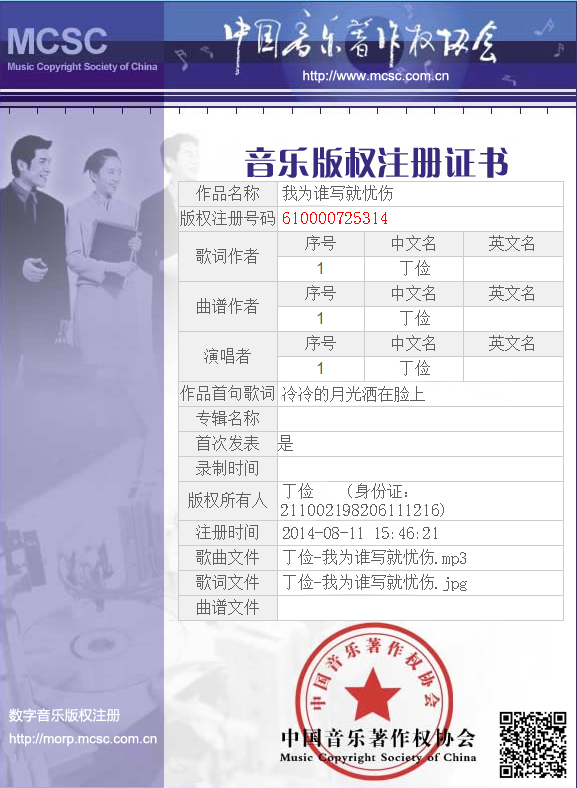 MCSC
Music Copyright Society of China
中国音乐著作权协会
http://www.mcsc.com.cn
音乐版权注册证书
作品名称 我为谁写就忧伤
版权注册号码 610000725314
歌词作者 序号 中文名 英文名
1 丁俭
曲谱作者 序号 中文名 英文名
1 丁俭
演唱者 序号 中文名 英文名
1 丁俭
作品首句歌词 冷冷的月光洒在脸上
专辑名称
首次发表 是
录制时间
版权所有人 丁俭 (身份证:
211002198206111216)
注册时间 2014-08-11 15:46:21
歌曲文件 丁俭-我为谁写就忧伤.mp3
歌词文件 丁俭-我为谁写就忧伤.jpg
曲谱文件
中国音乐著作权协会
中国音乐著作权协会
Music Copyright Society of China
数字音乐版权注册
http://morp.mcsc.com.cn